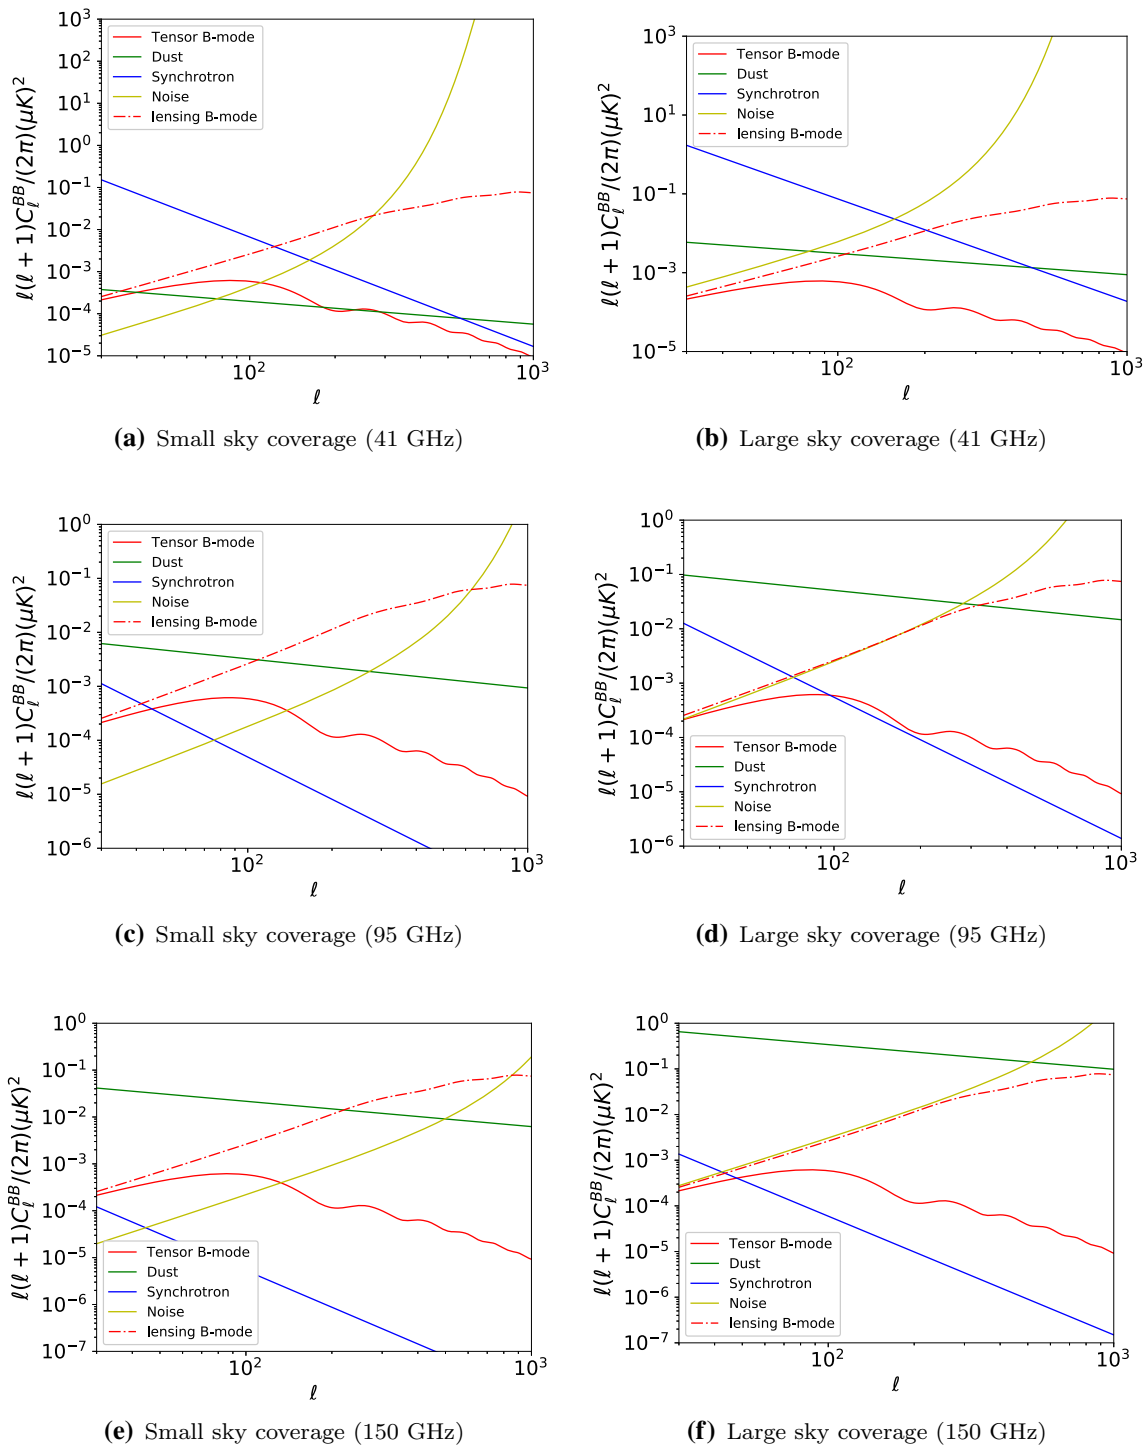 10^3
10^2
10^1
10^0
10^-1
10^-2
10^-3
10^-4
10^-5
ℓ(ℓ + 1)C_ℓ^BB/(2π)(μK)^2
Tensor B-mode
Dust
Synchrotron
Noise
lensing B-mode
10^2
10^3
ℓ
(a) Small sky coverage (41 GHz)
10^3
10^1
10^-1
10^-3
10^-5
ℓ(ℓ + 1)C_ℓ^BB/(2π)(μK)^2
Tensor B-mode
Dust
Synchrotron
Noise
lensing B-mode
10^2
10^3
ℓ
(b) Large sky coverage (41 GHz)
10^0
10^-1
10^-2
10^-3
10^-4
10^-5
10^-6
ℓ(ℓ + 1)C_ℓ^BB/(2π)(μK)^2
Tensor B-mode
Dust
Synchrotron
Noise
lensing B-mode
10^2
10^3
ℓ
(c) Small sky coverage (95 GHz)
10^0
10^-1
10^-2
10^-3
10^-4
10^-5
10^-6
ℓ(ℓ + 1)C_ℓ^BB/(2π)(μK)^2
Tensor B-mode
Dust
Synchrotron
Noise
lensing B-mode
10^2
10^3
ℓ
(d) Large sky coverage (95 GHz)
10^0
10^-1
10^-2
10^-3
10^-4
10^-5
10^-6
10^-7
ℓ(ℓ + 1)C_ℓ^BB/(2π)(μK)^2
Tensor B-mode
Dust
Synchrotron
Noise
lensing B-mode
10^2
10^3
ℓ
(e) Small sky coverage (150 GHz)
10^0
10^-1
10^-2
10^-3
10^-4
10^-5
10^-6
10^-7
ℓ(ℓ + 1)C_ℓ^BB/(2π)(μK)^2
Tensor B-mode
Dust
Synchrotron
Noise
lensing B-mode
10^2
10^3
ℓ
(f) Large sky coverage (150 GHz)